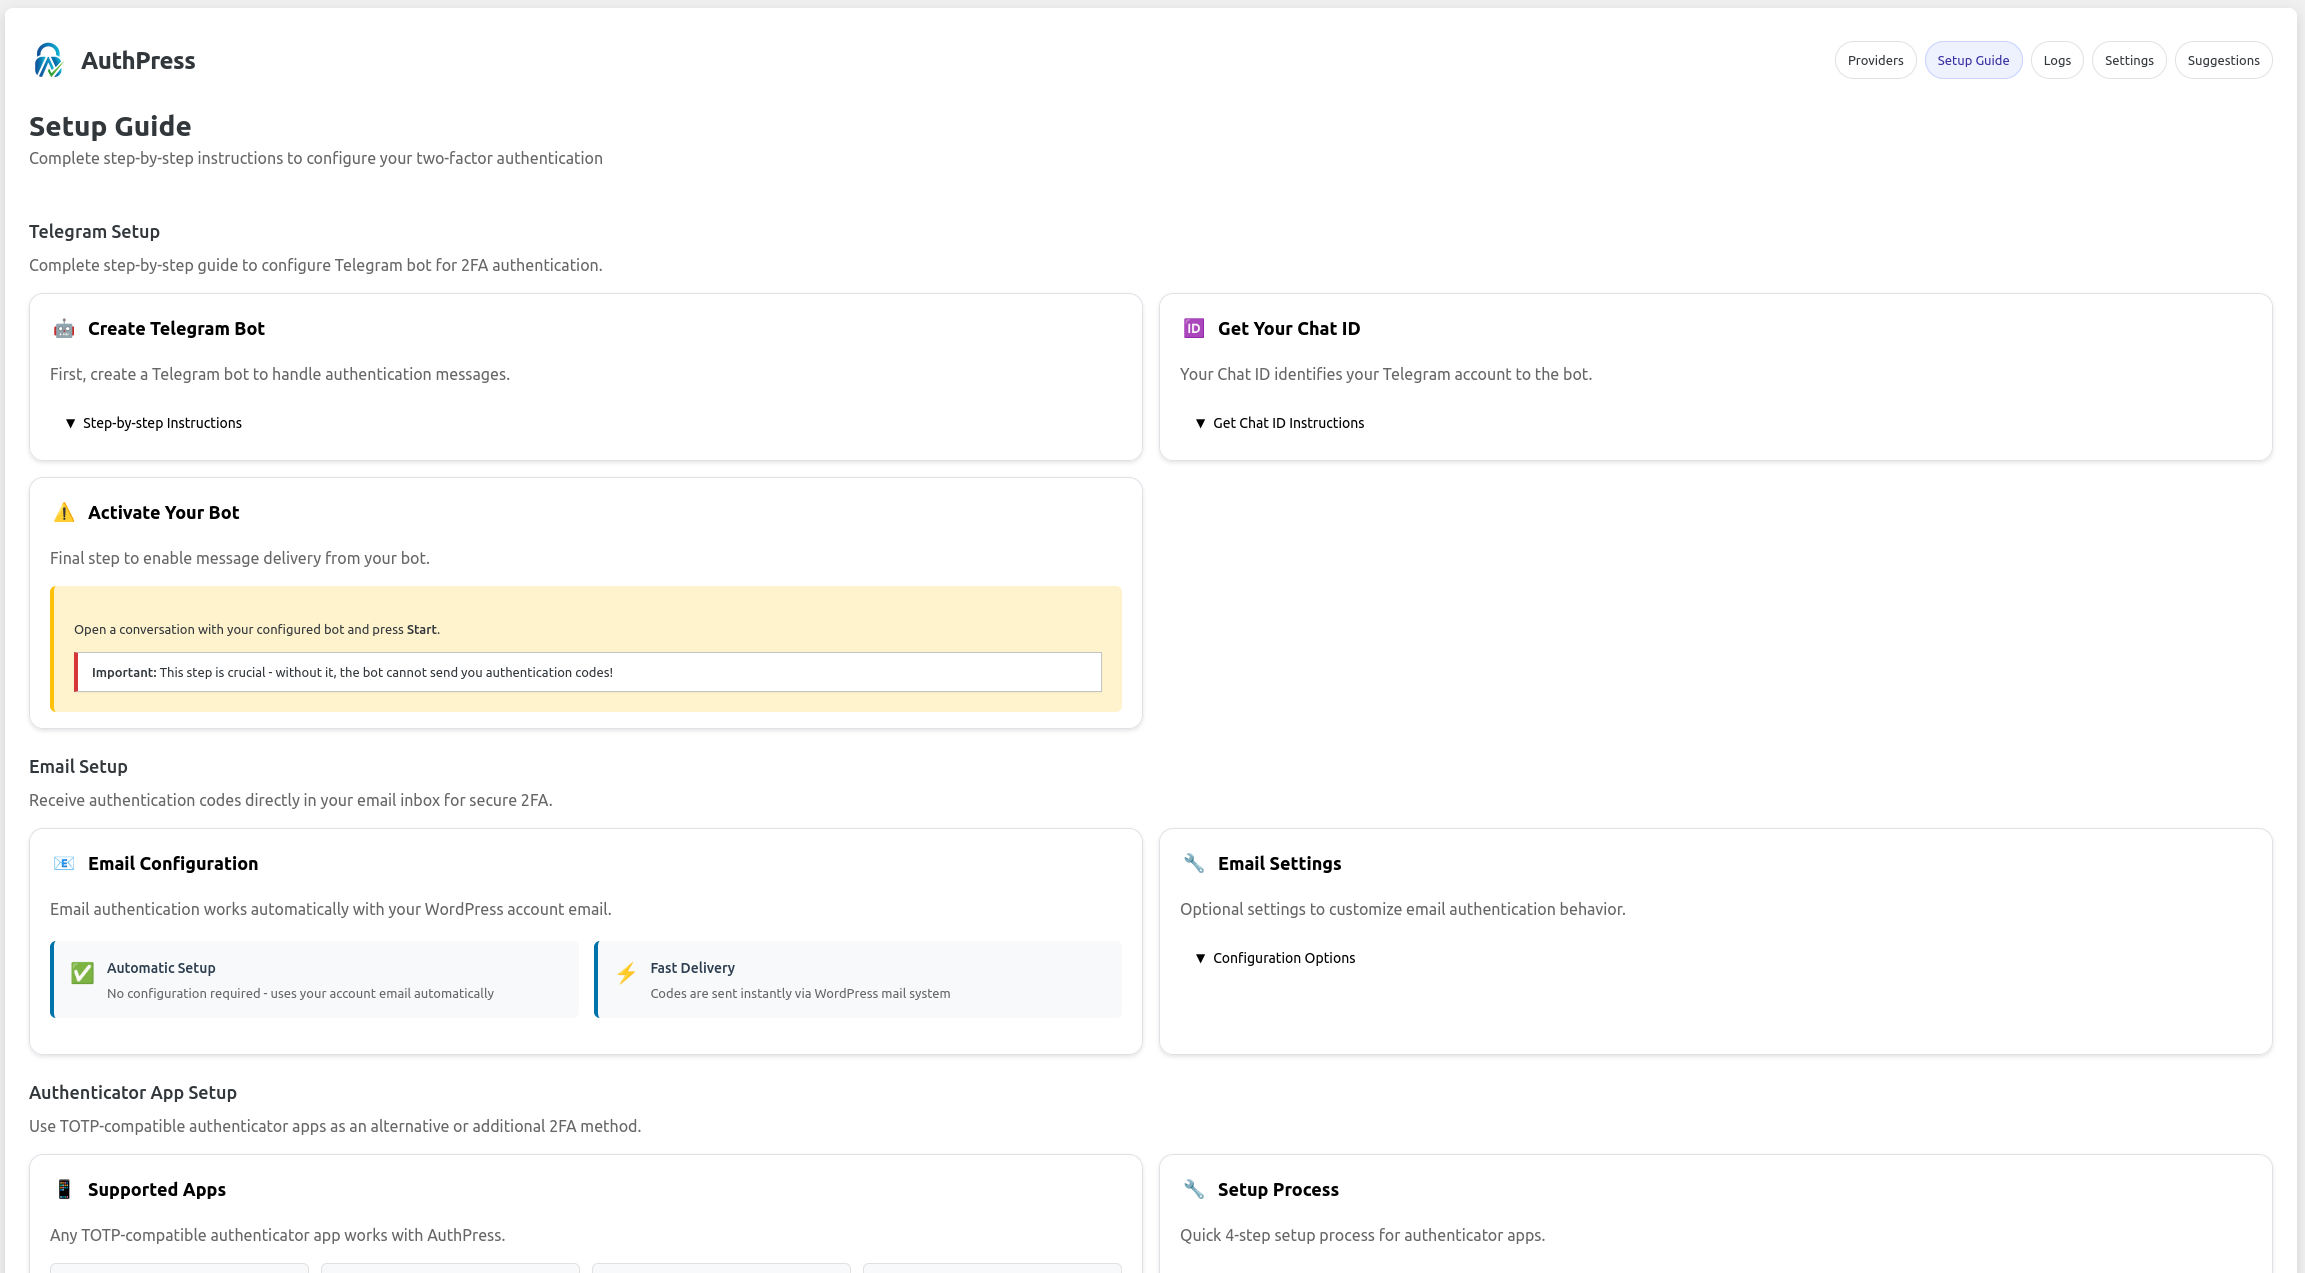 AuthPress
Providers
Setup Guide
Logs
Settings
Suggestions
Setup Guide
Complete step-by-step instructions to configure your two-factor authentication
Telegram Setup
Complete step-by-step guide to configure Telegram bot for 2FA authentication.
Create Telegram Bot
First, create a Telegram bot to handle authentication messages.
▼ Step-by-step Instructions
ID
Get Your Chat ID
Your Chat ID identifies your Telegram account to the bot.
▼ Get Chat ID Instructions
Activate Your Bot
Final step to enable message delivery from your bot.
Open a conversation with your configured bot and press Start.
Important: This step is crucial - without it, the bot cannot send you authentication codes!
Email Setup
Receive authentication codes directly in your email inbox for secure 2FA.
Email Configuration
Email authentication works automatically with your WordPress account email.
Automatic Setup
No configuration required - uses your account email automatically
Fast Delivery
Codes are sent instantly via WordPress mail system
Email Settings
Optional settings to customize email authentication behavior.
▼ Configuration Options
Authenticator App Setup
Use TOTP-compatible authenticator apps as an alternative or additional 2FA method.
Supported Apps
Any TOTP-compatible authenticator app works with AuthPress.
Setup Process
Quick 4-step setup process for authenticator apps.